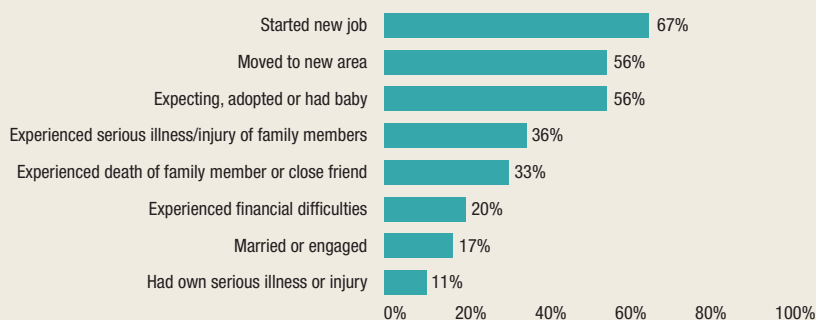 Started new job 67%
Moved to new area 56%
Expecting, adopted or had baby 56%
Experienced serious illness/injury of family members 36%
Experienced death of family member or close friend 33%
Experienced financial difficulties 20%
Married or engaged 17%
Had own serious illness or injury 11%
0% 20% 40% 60% 80% 100%